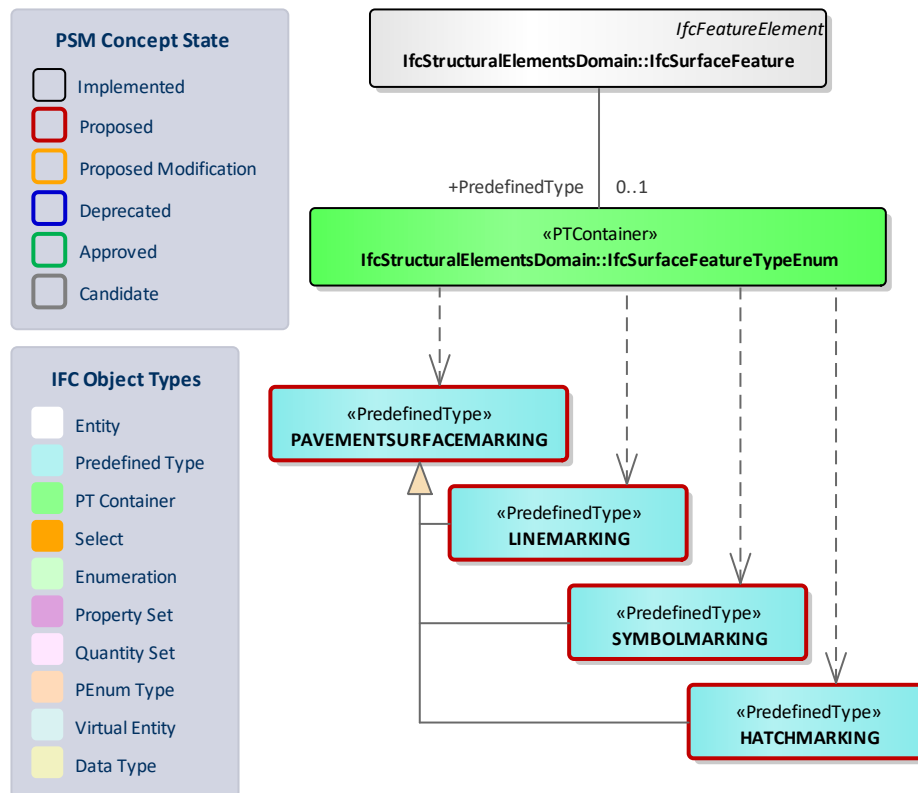 PSM Concept State
Implemented
Proposed
Proposed Modification
Deprecated
Approved
Candidate
IFC Object Types
Entity
Predefined Type
PT Container
Select
Enumeration
Property Set
Quantity Set
PEnum Type
Virtual Entity
Data Type
IfcFeatureElement
IfcStructuralElementsDomain::IfcSurfaceFeature
+PredefinedType 0..1
«PTContainer»
IfcStructuralElementsDomain::IfcSurfaceFeatureTypeEnum
«PredefinedType»
PAVEMENTSURFACEMARKING
«PredefinedType»
LINEMARKING
«PredefinedType»
SYMBOLMARKING
«PredefinedType»
HATCHMARKING